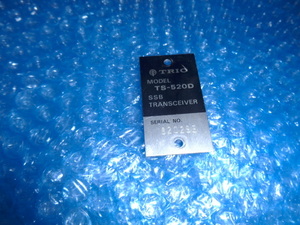 TRIO
MODEL
TS-520D
SSB
TRANSCEIVER
SERIAL NO.